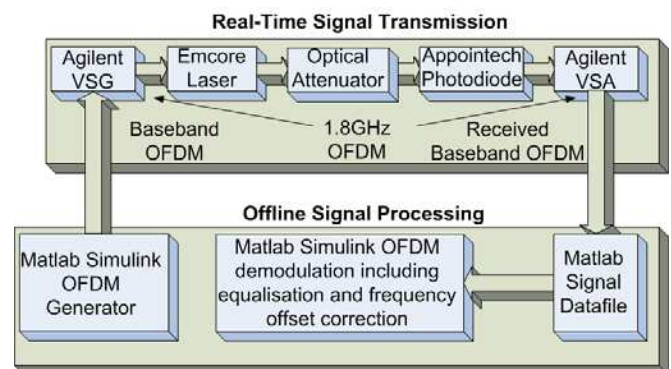 Real-Time Signal Transmission
Agilent
VSG
Emcore
Laser
Optical
Attenuator
Appointech
Photodiode
Agilent
VSA
Baseband
OFDM
1.8GHz
OFDM
Received
Baseband OFDM
Offline Signal Processing
Matlab Simulink
OFDM
Generator
Matlab Simulink OFDM
demodulation including
equalisation and frequency
offset correction
Matlab
Signal
Datafile